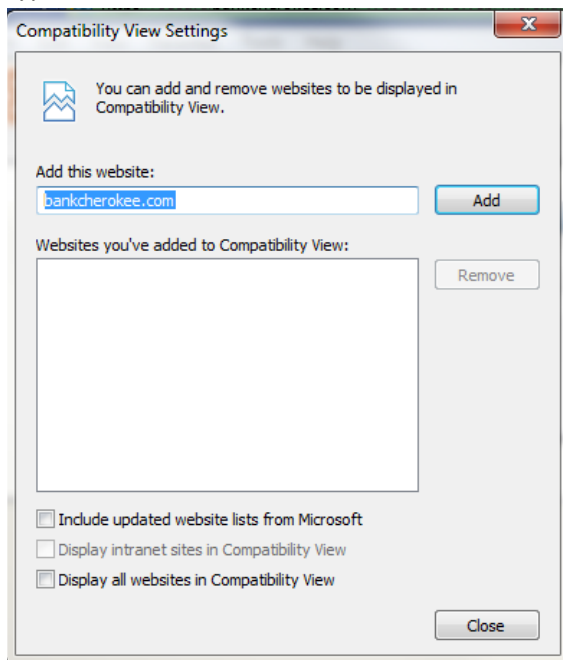 Compatibility View Settings
You can add and remove websites to be displayed in
Compatibility View.
Add this website:
bankcherokee.com
Add
Websites you've added to Compatibility View:
Remove
Include updated website lists from Microsoft
Display intranet sites in Compatibility View
Display all websites in Compatibility View
Close